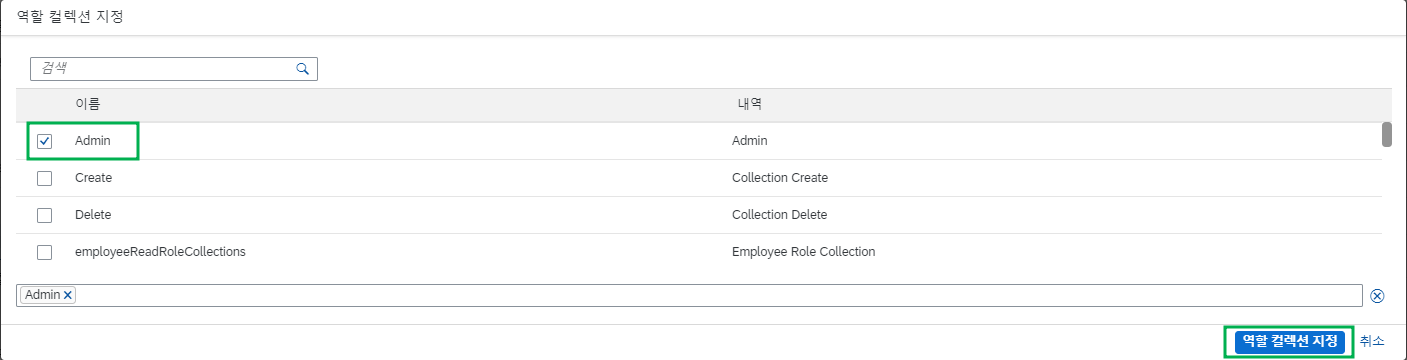 역할 컬렉션 지정
검색
이름 내역
Admin Admin
Create Collection Create
Delete Collection Delete
employeeReadRoleCollections Employee Role Collection
Admin
역할 컬렉션 지정 취소